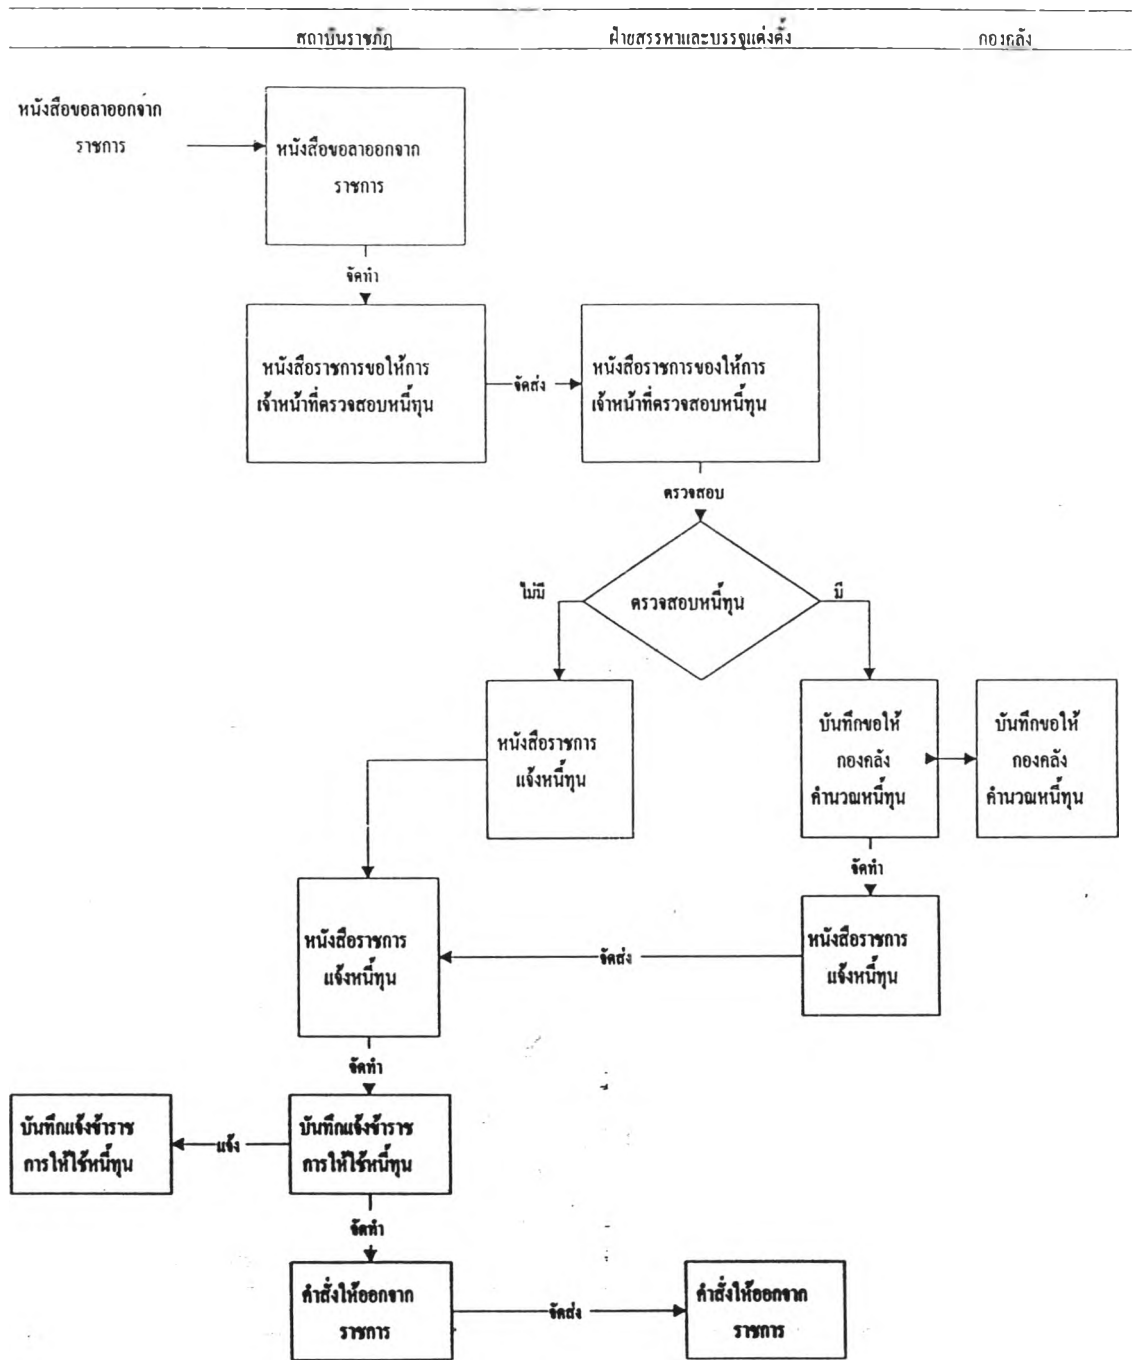 สถาบันราชภัฏ ฝ่ายสรรหาและบรรจุแต่งตั้ง กองคลัง
หนังสือขอลาออกจาก
ราชการ
หนังสือขอลาออกจาก
ราชการ
จัดทำ
หนังสือราชการขอให้การ
เจ้าหน้าที่ตรวจสอบหนี้ทุน
จัดส่ง
หนังสือราชการของให้การ
เจ้าหน้าที่ตรวจสอบหนี้ทุน
ตรวจสอบ
ไม่มี
ตรวจสอบหนี้ทุน
มี
หนังสือราชการ
แจ้งหนี้ทุน
บันทึกขอให้
กองคลัง
คำนวณหนี้ทุน
บันทึกขอให้
กองคลัง
คำนวณหนี้ทุน
จัดทำ
หนังสือราชการ
แจ้งหนี้ทุน
จัดส่ง
หนังสือราชการ
แจ้งหนี้ทุน
จัดทำ
บันทึกแจ้งข้าราช
การให้ใช้หนี้ทุน
แจ้ง
บันทึกแจ้งข้าราช
การให้ใช้หนี้ทุน
จัดทำ
คำสั่งให้ออกจาก
ราชการ
จัดส่ง
คำสั่งให้ออกจาก
ราชการ